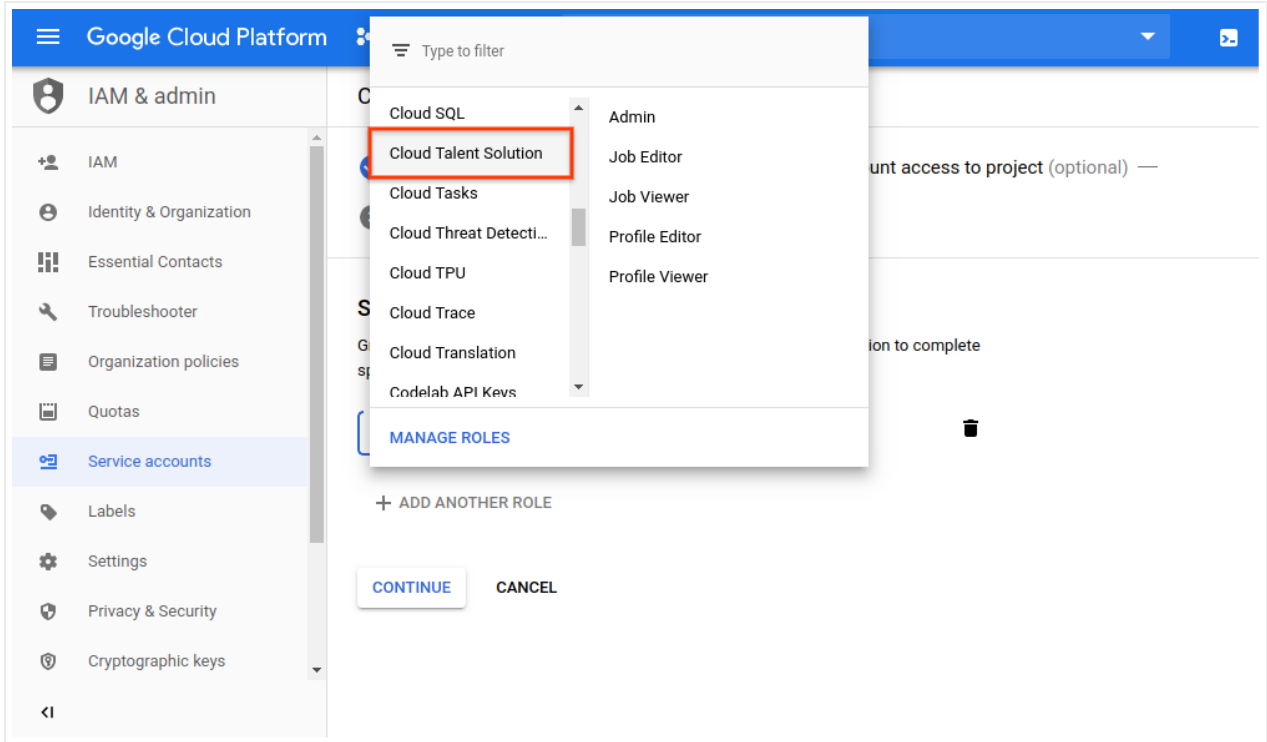 Google Cloud Platform
Type to filter
IAM & admin
Cloud SQL
Cloud Talent Solution
Cloud Tasks
Cloud Threat Detecti...
Cloud TPU
Cloud Trace
Cloud Translation
Codelab API Keys
Admin
Job Editor
Job Viewer
Profile Editor
Profile Viewer
MANAGE ROLES
IAM
Identity & Organization
Essential Contacts
Troubleshooter
Organization policies
Quotas
Service accounts
Labels
Settings
Privacy & Security
Cryptographic keys
access to project (optional)
to complete
ADD ANOTHER ROLE
CONTINUE
CANCEL